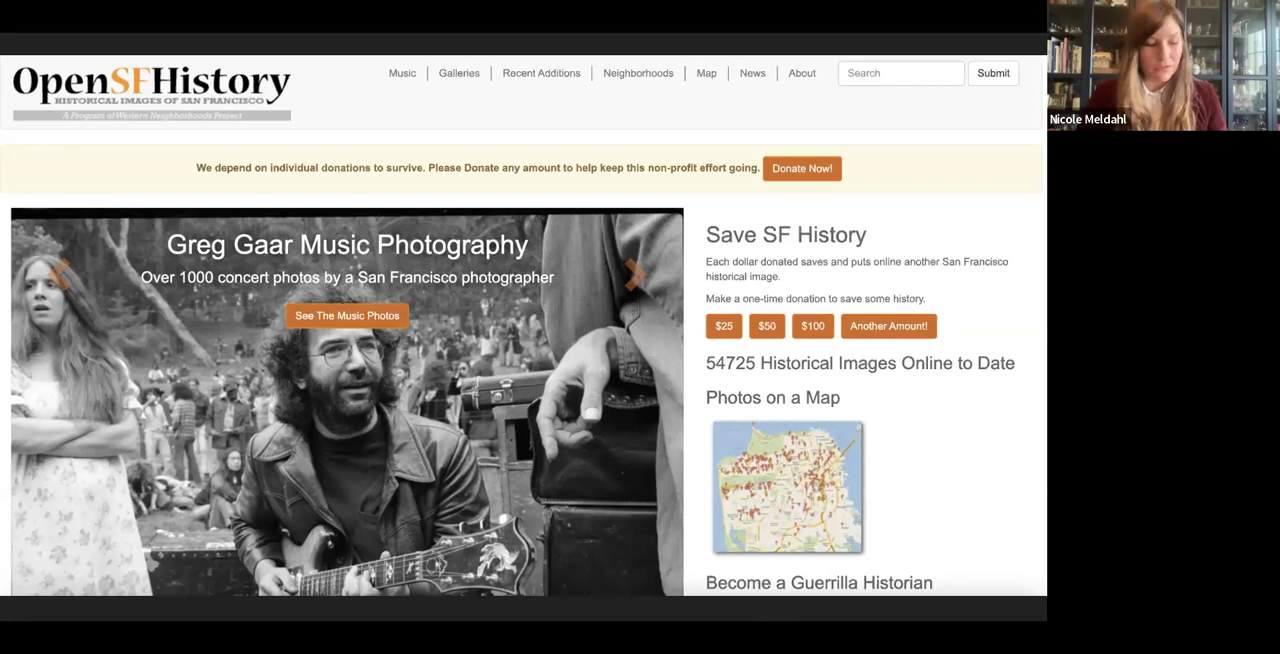 OpenSFHistory
HISTORICAL IMAGES OF SAN FRANCISCO
A Program of Western Neighborhoods Project
Music
Galleries
Recent Additions
Neighborhoods
Map
News
About
Search
Submit
Nicole Meldahl
We depend on individual donations to survive. Please Donate any amount to help keep this non-profit effort going.
Donate Now!
Greg Gaar Music Photography
Over 1000 concert photos by a San Francisco photographer
See The Music Photos
Save SF History
Each dollar donated saves and puts online another San Francisco
historical image.
Make a one-time donation to save some history.
$25
$50
$100
Another Amount!
54725 Historical Images Online to Date
Photos on a Map
Become a Guerrilla Historian